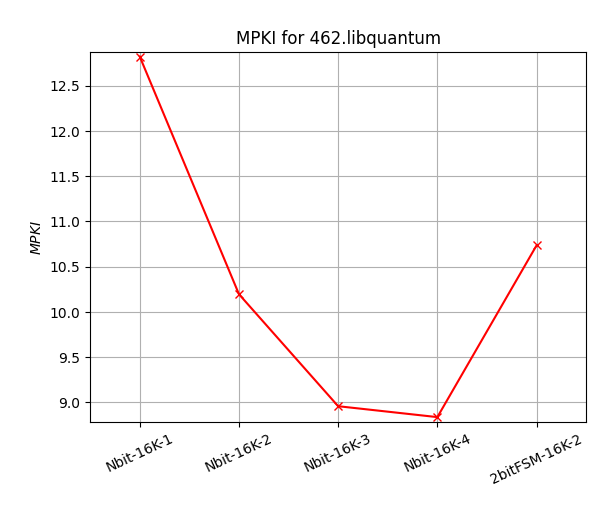 MPKI for 462.libquantum
12.5
12.0
11.5
11.0
10.5
10.0
9.5
9.0
MPKI
Nbit-16K-1
Nbit-16K-2
Nbit-16K-3
Nbit-16K-4
2bitFSM-16K-2